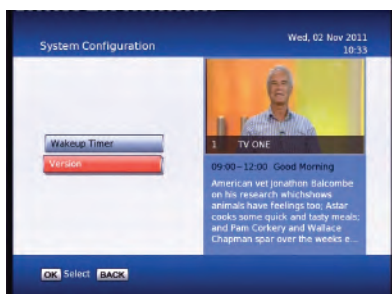 System Configuration
Wed, 02 Nov 2011
10:33
Wakeup Timer
Version
1 TV ONE
09:00-12:00 Good Morning
American vet Jonathon Balcombe
on his research whichshows
animals have feelings too; Astar
cooks some quick and tasty meals;
and Pam Corkery and Wallace
Chapman spar over the weeks e...
OK Select BACK